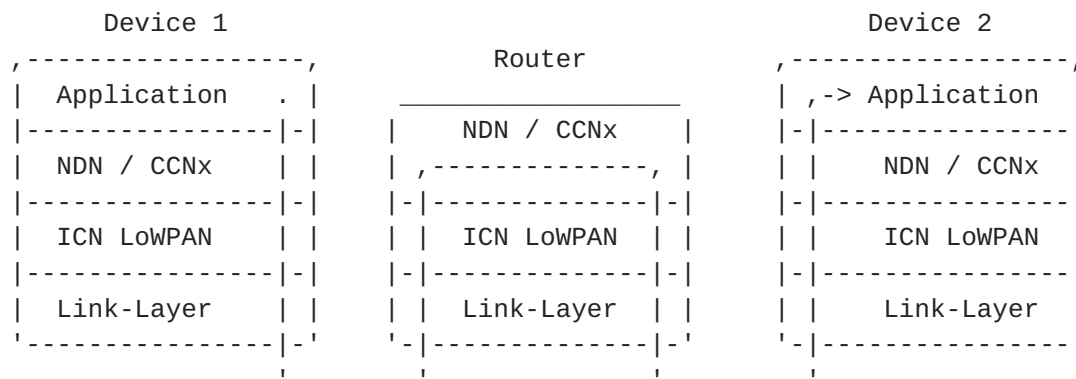 Device 1 Device 2
Router
Application Application
NDN / CCNx
NDN / CCNx NDN / CCNx
ICN LoWPAN ICN LoWPAN ICN LoWPAN
Link-Layer Link-Layer Link-Layer